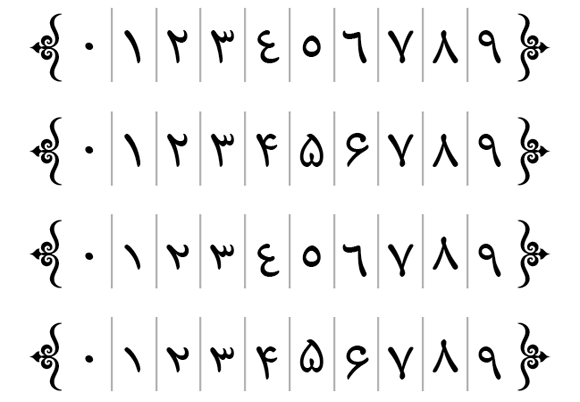 ٠ ١ ٢ ٣ ٤ ٥ ٦ ٧ ٨ ٩
۰ ۱ ۲ ۳ ۴ ۵ ۶ ۷ ۸ ۹
٠ ١ ٢ ٣ ٤ ٥ ٦ ٧ ٨ ٩
۰ ۱ ۲ ۳ ۴ ۵ ۶ ۷ ۸ ۹